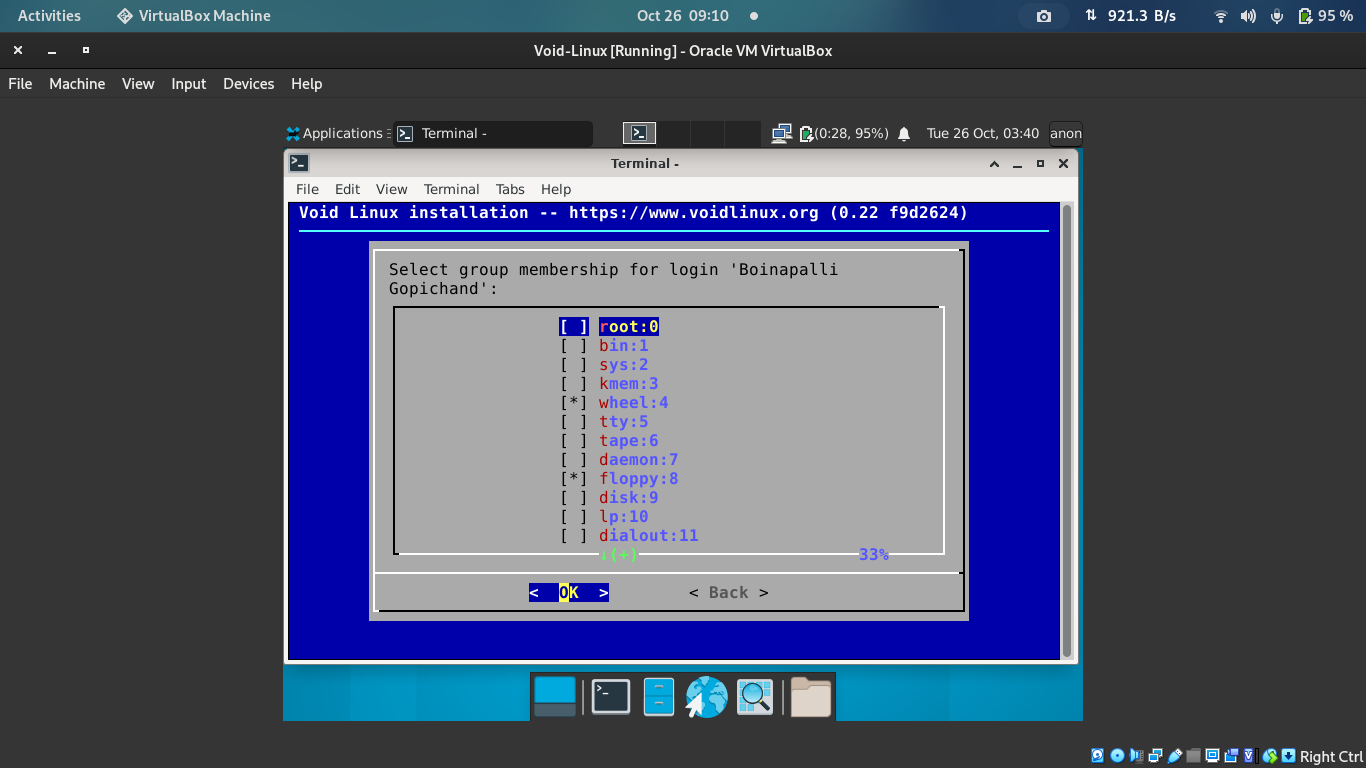 Activities VirtualBox Machine Oct 26 09:10 921.3 B/s 95 %
Void-Linux [Running] - Oracle VM VirtualBox
File Machine View Input Devices Help
Applications Terminal - (0:28, 95%) Tue 26 Oct, 03:40 anon
Terminal -
File Edit View Terminal Tabs Help
Void Linux installation -- https://www.voidlinux.org (0.22 f9d2624)
Select group membership for login 'Boinapalli
Gopichand':
[ ] root:0
[ ] bin:1
[ ] sys:2
[ ] kmem:3
[*] wheel:4
[ ] tty:5
[ ] tape:6
[ ] daemon:7
[*] floppy:8
[ ] disk:9
[ ] lp:10
[ ] dialout:11
↓(+) 33%
< OK > < Back >
Right Ctrl